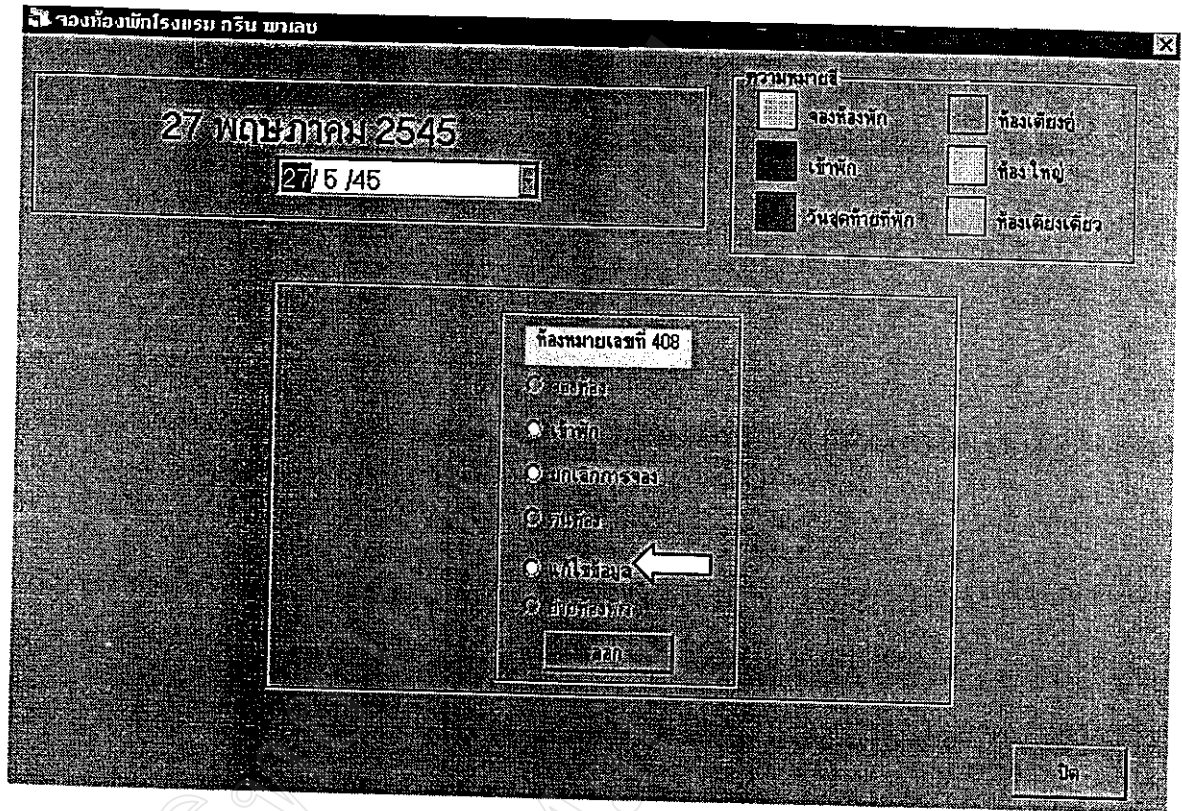 จองห้องพักโรงแรม กรีน พาเลซ
27 พฤษภาคม 2545
27/ 5 /45
ความหมายสี
จองห้องพัก
ห้องเตียงคู่
เข้าพัก
ห้องใหญ่
วันสุดท้ายที่พัก
ห้องเตียงเดียว
ห้องหมายเลขที่ 408
จองห้อง
เข้าพัก
ยกเลิกการจอง
คืนห้อง
แก้ไขข้อมูล
ย้ายห้องพัก
ออก
ปิด